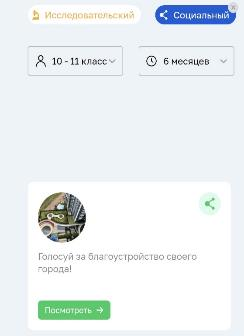 Исследовательский
Социальный
10 - 11 класс
6 месяцев
Голосуй за благоустройство своего
города!
Посмотреть →